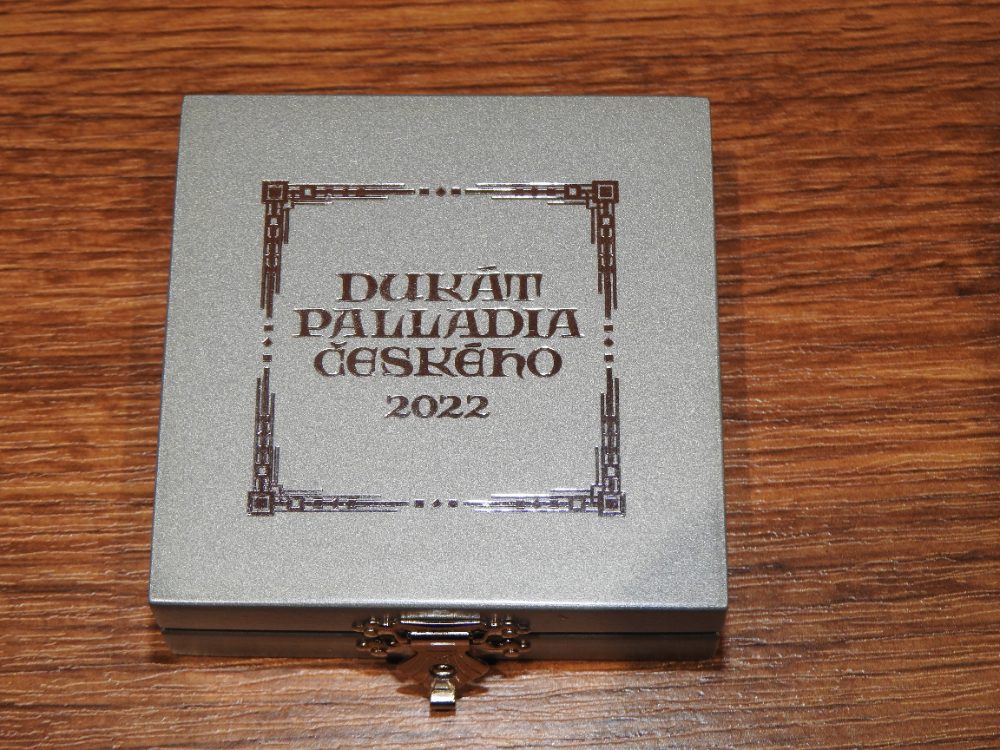 DUKÁT
PALLADIA
ČESKÉHO
2022